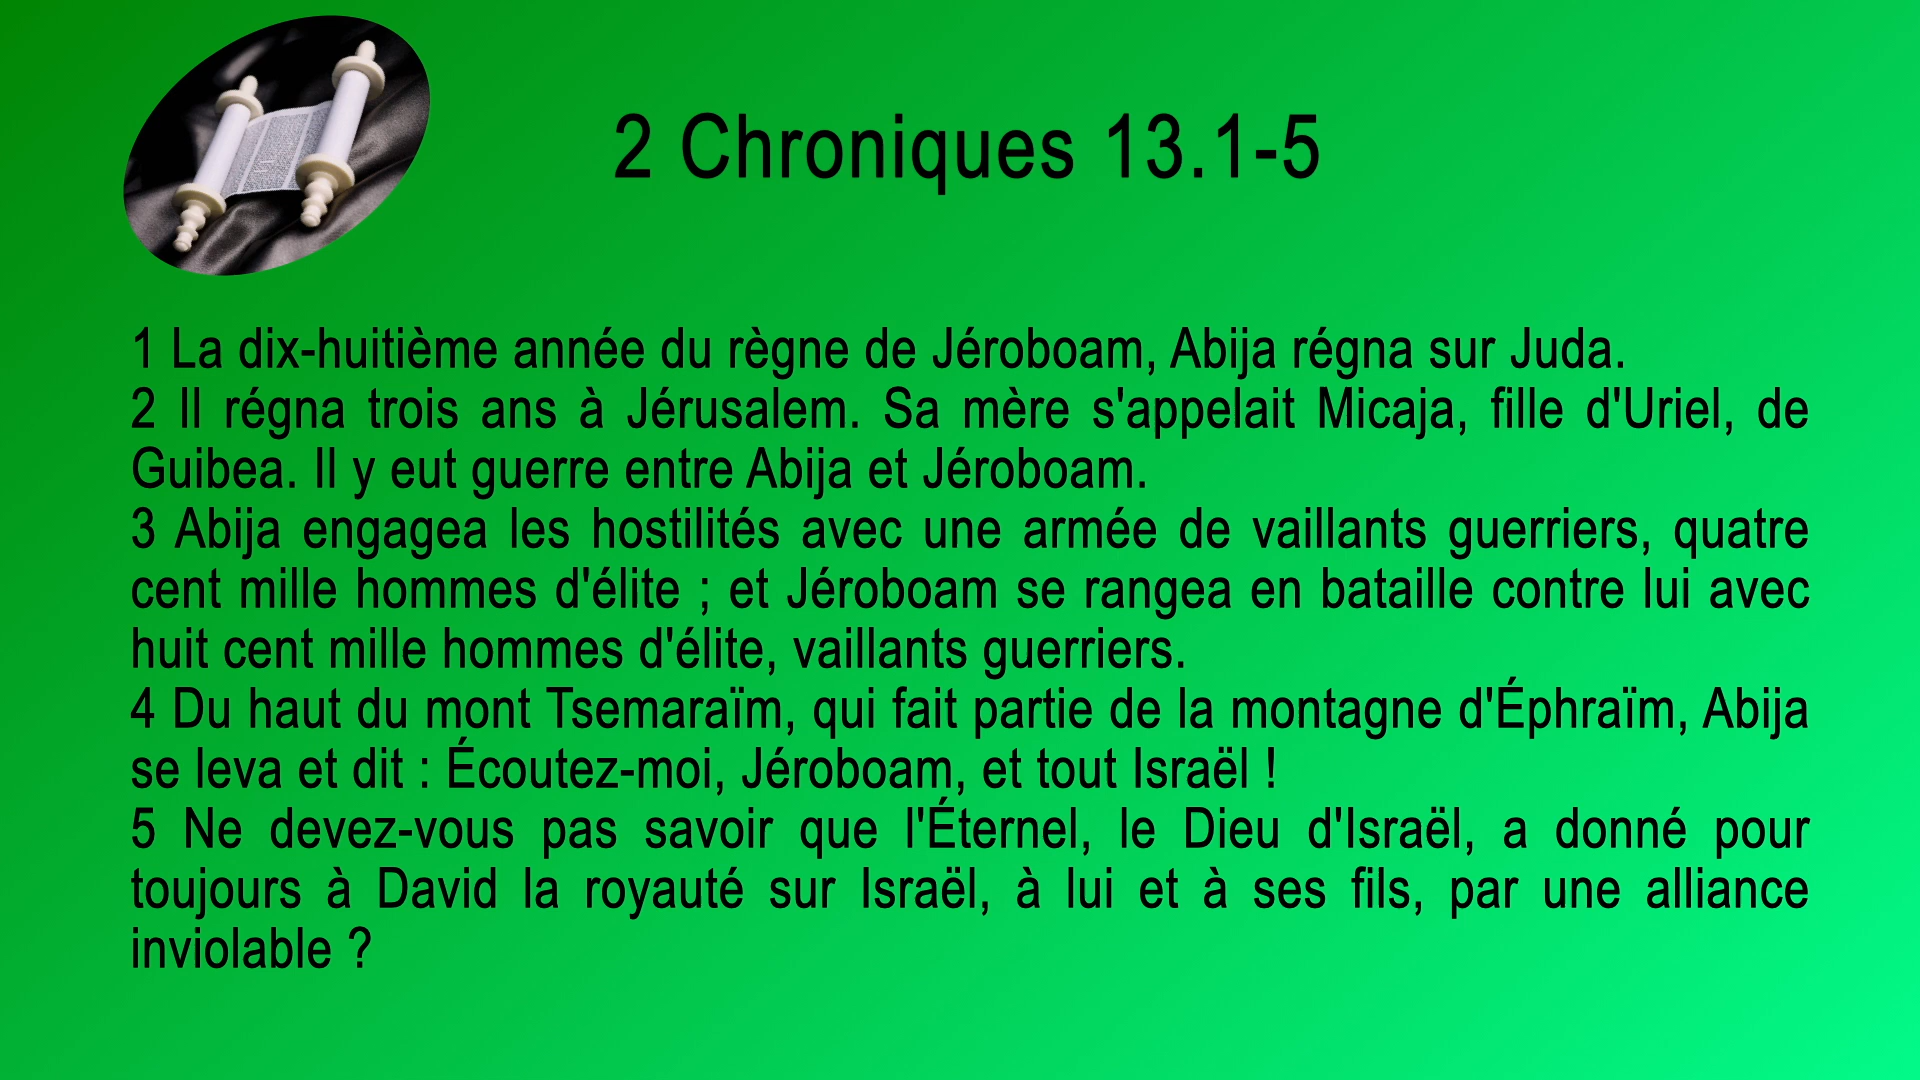 2 Chroniques 13.1-5
1 La dix-huitième année du règne de Jéroboam, Abija régna sur Juda.
2 Il régna trois ans à Jérusalem. Sa mère s'appelait Micaja, fille d'Uriel, de
Guibea. Il y eut guerre entre Abija et Jéroboam.
3 Abija engagea les hostilités avec une armée de vaillants guerriers, quatre
cent mille hommes d'élite ; et Jéroboam se rangea en bataille contre lui avec
huit cent mille hommes d'élite, vaillants guerriers.
4 Du haut du mont Tsemaraïm, qui fait partie de la montagne d'Éphraïm, Abija
se leva et dit : Écoutez-moi, Jéroboam, et tout Israël !
5 Ne devez-vous pas savoir que l'Éternel, le Dieu d'Israël, a donné pour
toujours à David la royauté sur Israël, à lui et à ses fils, par une alliance
inviolable ?